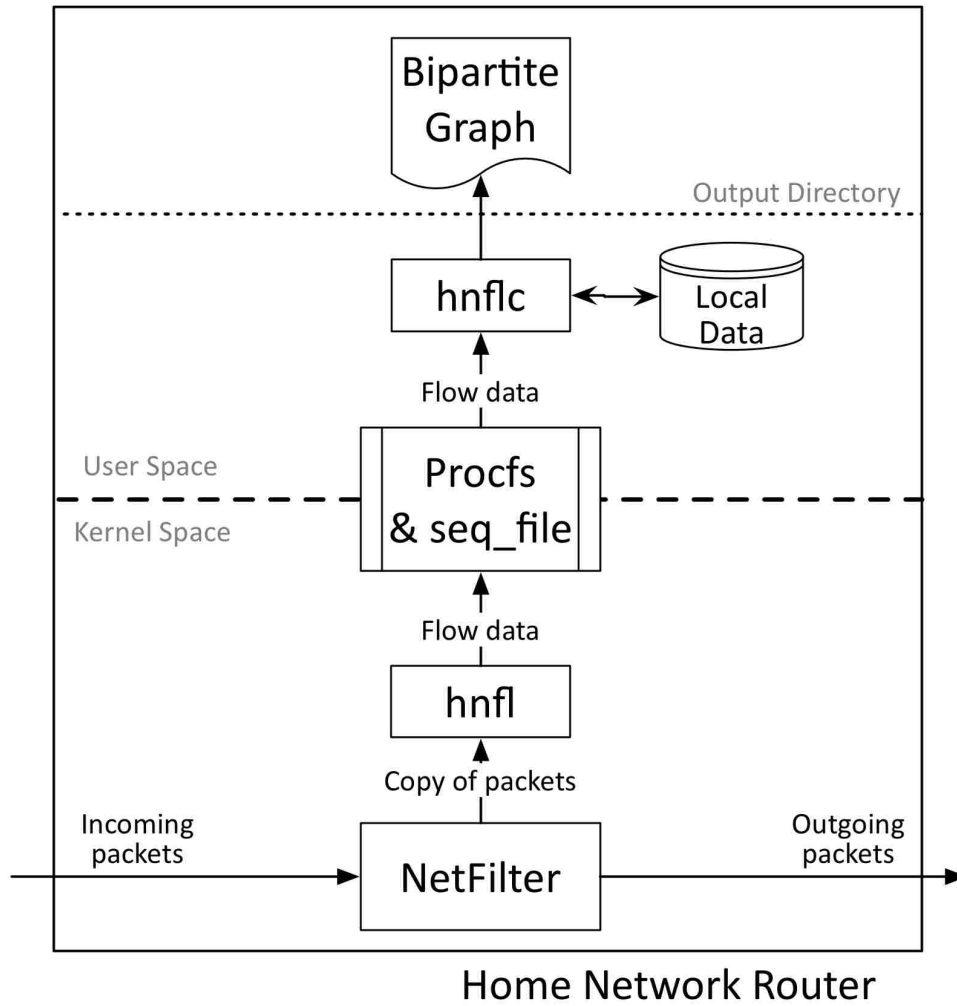 Bipartite
Graph
Output Directory
hnflc
Local
Data
Flow data
User Space
Procfs
& seq_file
Kernel Space
Flow data
hnfl
Copy of packets
Incoming
packets
Outgoing
packets
NetFilter
Home Network Router